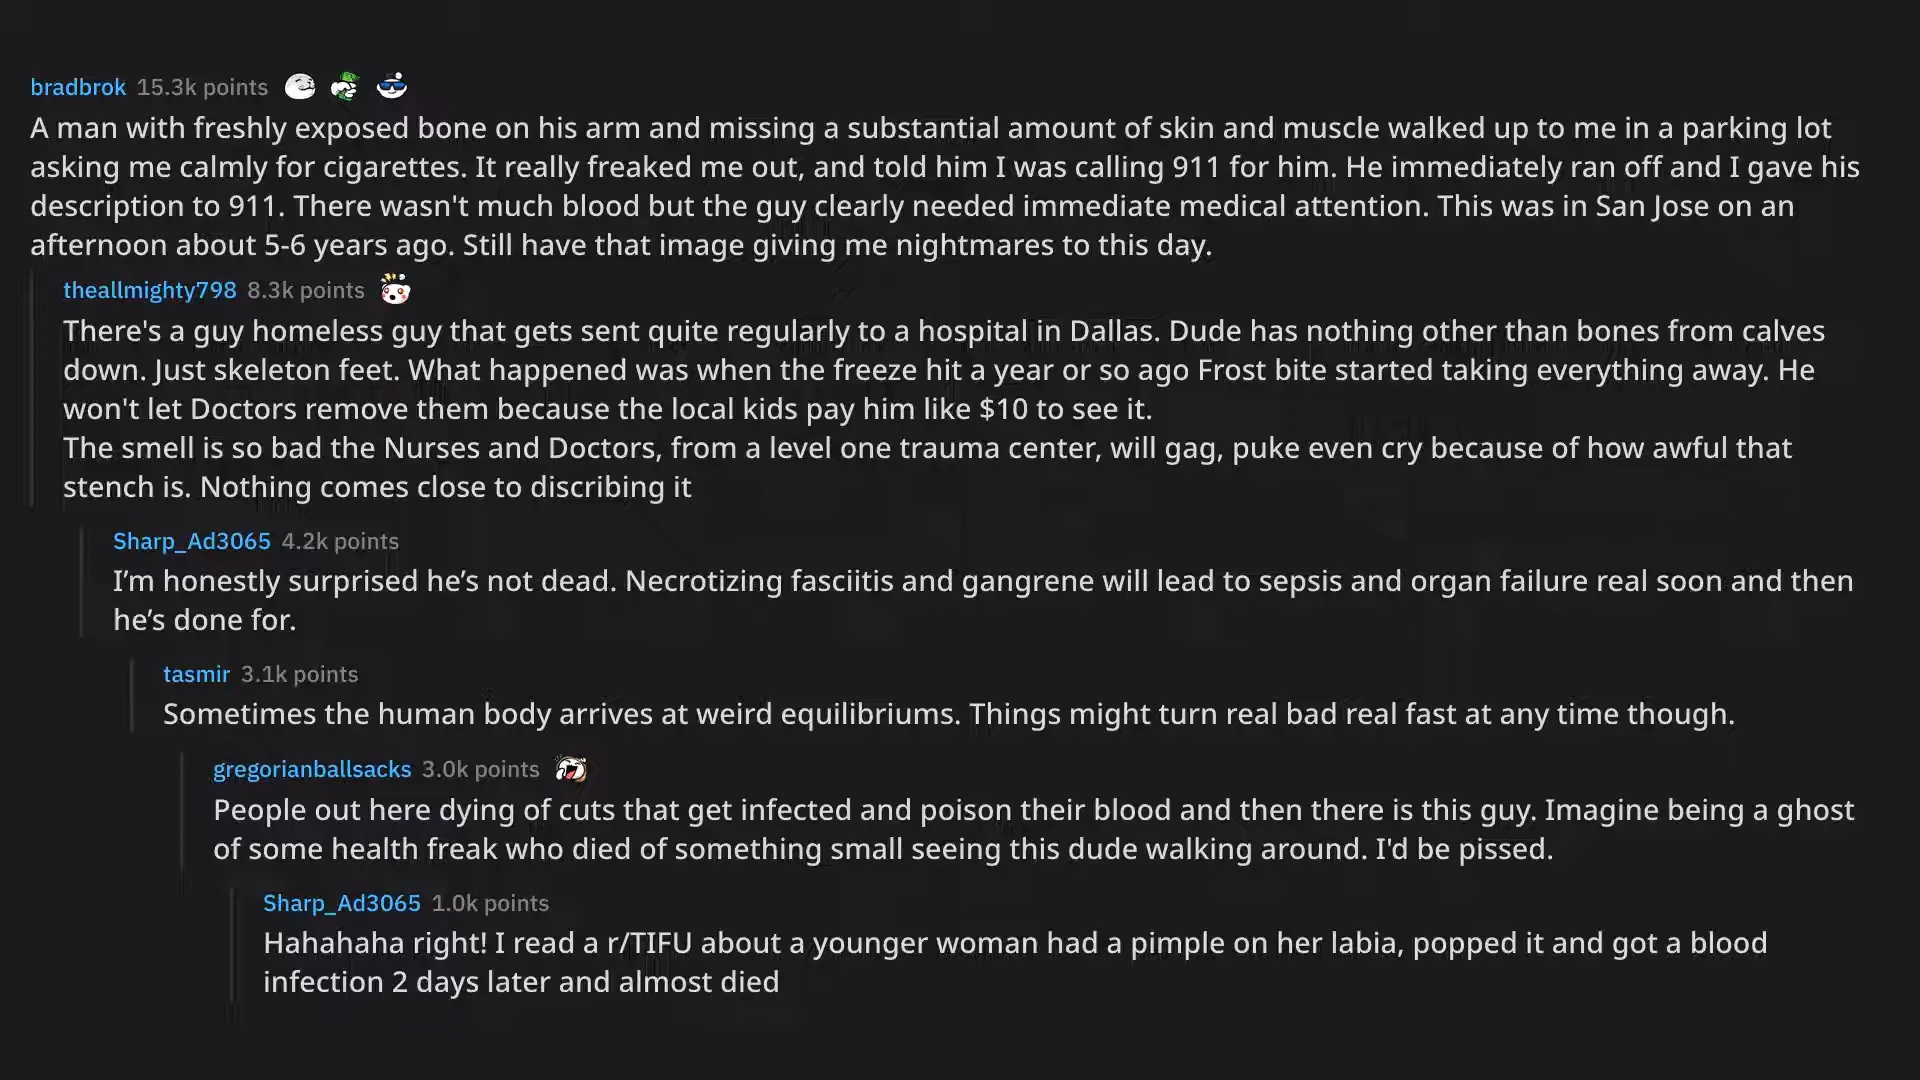 bradbrok 15.3k points
A man with freshly exposed bone on his arm and missing a substantial amount of skin and muscle walked up to me in a parking lot
asking me calmly for cigarettes. It really freaked me out, and told him I was calling 911 for him. He immediately ran off and I gave his
description to 911. There wasn't much blood but the guy clearly needed immediate medical attention. This was in San Jose on an
afternoon about 5-6 years ago. Still have that image giving me nightmares to this day.
theallmighty798 8.3k points
There's a guy homeless guy that gets sent quite regularly to a hospital in Dallas. Dude has nothing other than bones from calves
down. Just skeleton feet. What happened was when the freeze hit a year or so ago Frost bite started taking everything away. He
won't let Doctors remove them because the local kids pay him like $10 to see it.
The smell is so bad the Nurses and Doctors, from a level one trauma center, will gag, puke even cry because of how awful that
stench is. Nothing comes close to discribing it
Sharp_Ad3065 4.2k points
I’m honestly surprised he’s not dead. Necrotizing fasciitis and gangrene will lead to sepsis and organ failure real soon and then
he’s done for.
tasmir 3.1k points
Sometimes the human body arrives at weird equilibriums. Things might turn real bad real fast at any time though.
gregorianballsacks 3.0k points
People out here dying of cuts that get infected and poison their blood and then there is this guy. Imagine being a ghost
of some health freak who died of something small seeing this dude walking around. I'd be pissed.
Sharp_Ad3065 1.0k points
Hahahaha right! I read a r/TIFU about a younger woman had a pimple on her labia, popped it and got a blood
infection 2 days later and almost died